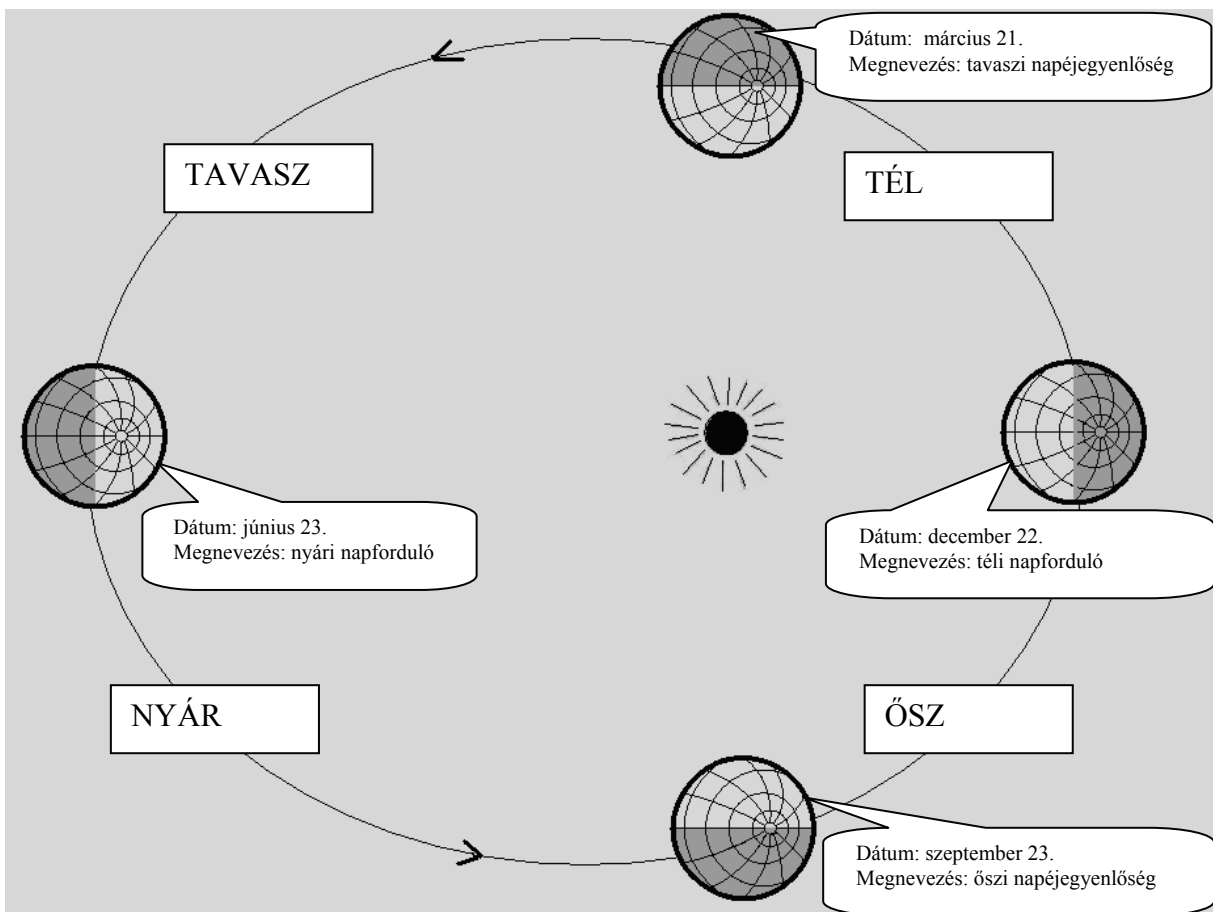 Dátum: március 21.
Megnevezés: tavaszi napéjegyenlőség
TAVASZ
TÉL
Dátum: június 23.
Megnevezés: nyári napforduló
Dátum: december 22.
Megnevezés: téli napforduló
NYÁR
ŐSZ
Dátum: szeptember 23.
Megnevezés: őszi napéjegyenlőség